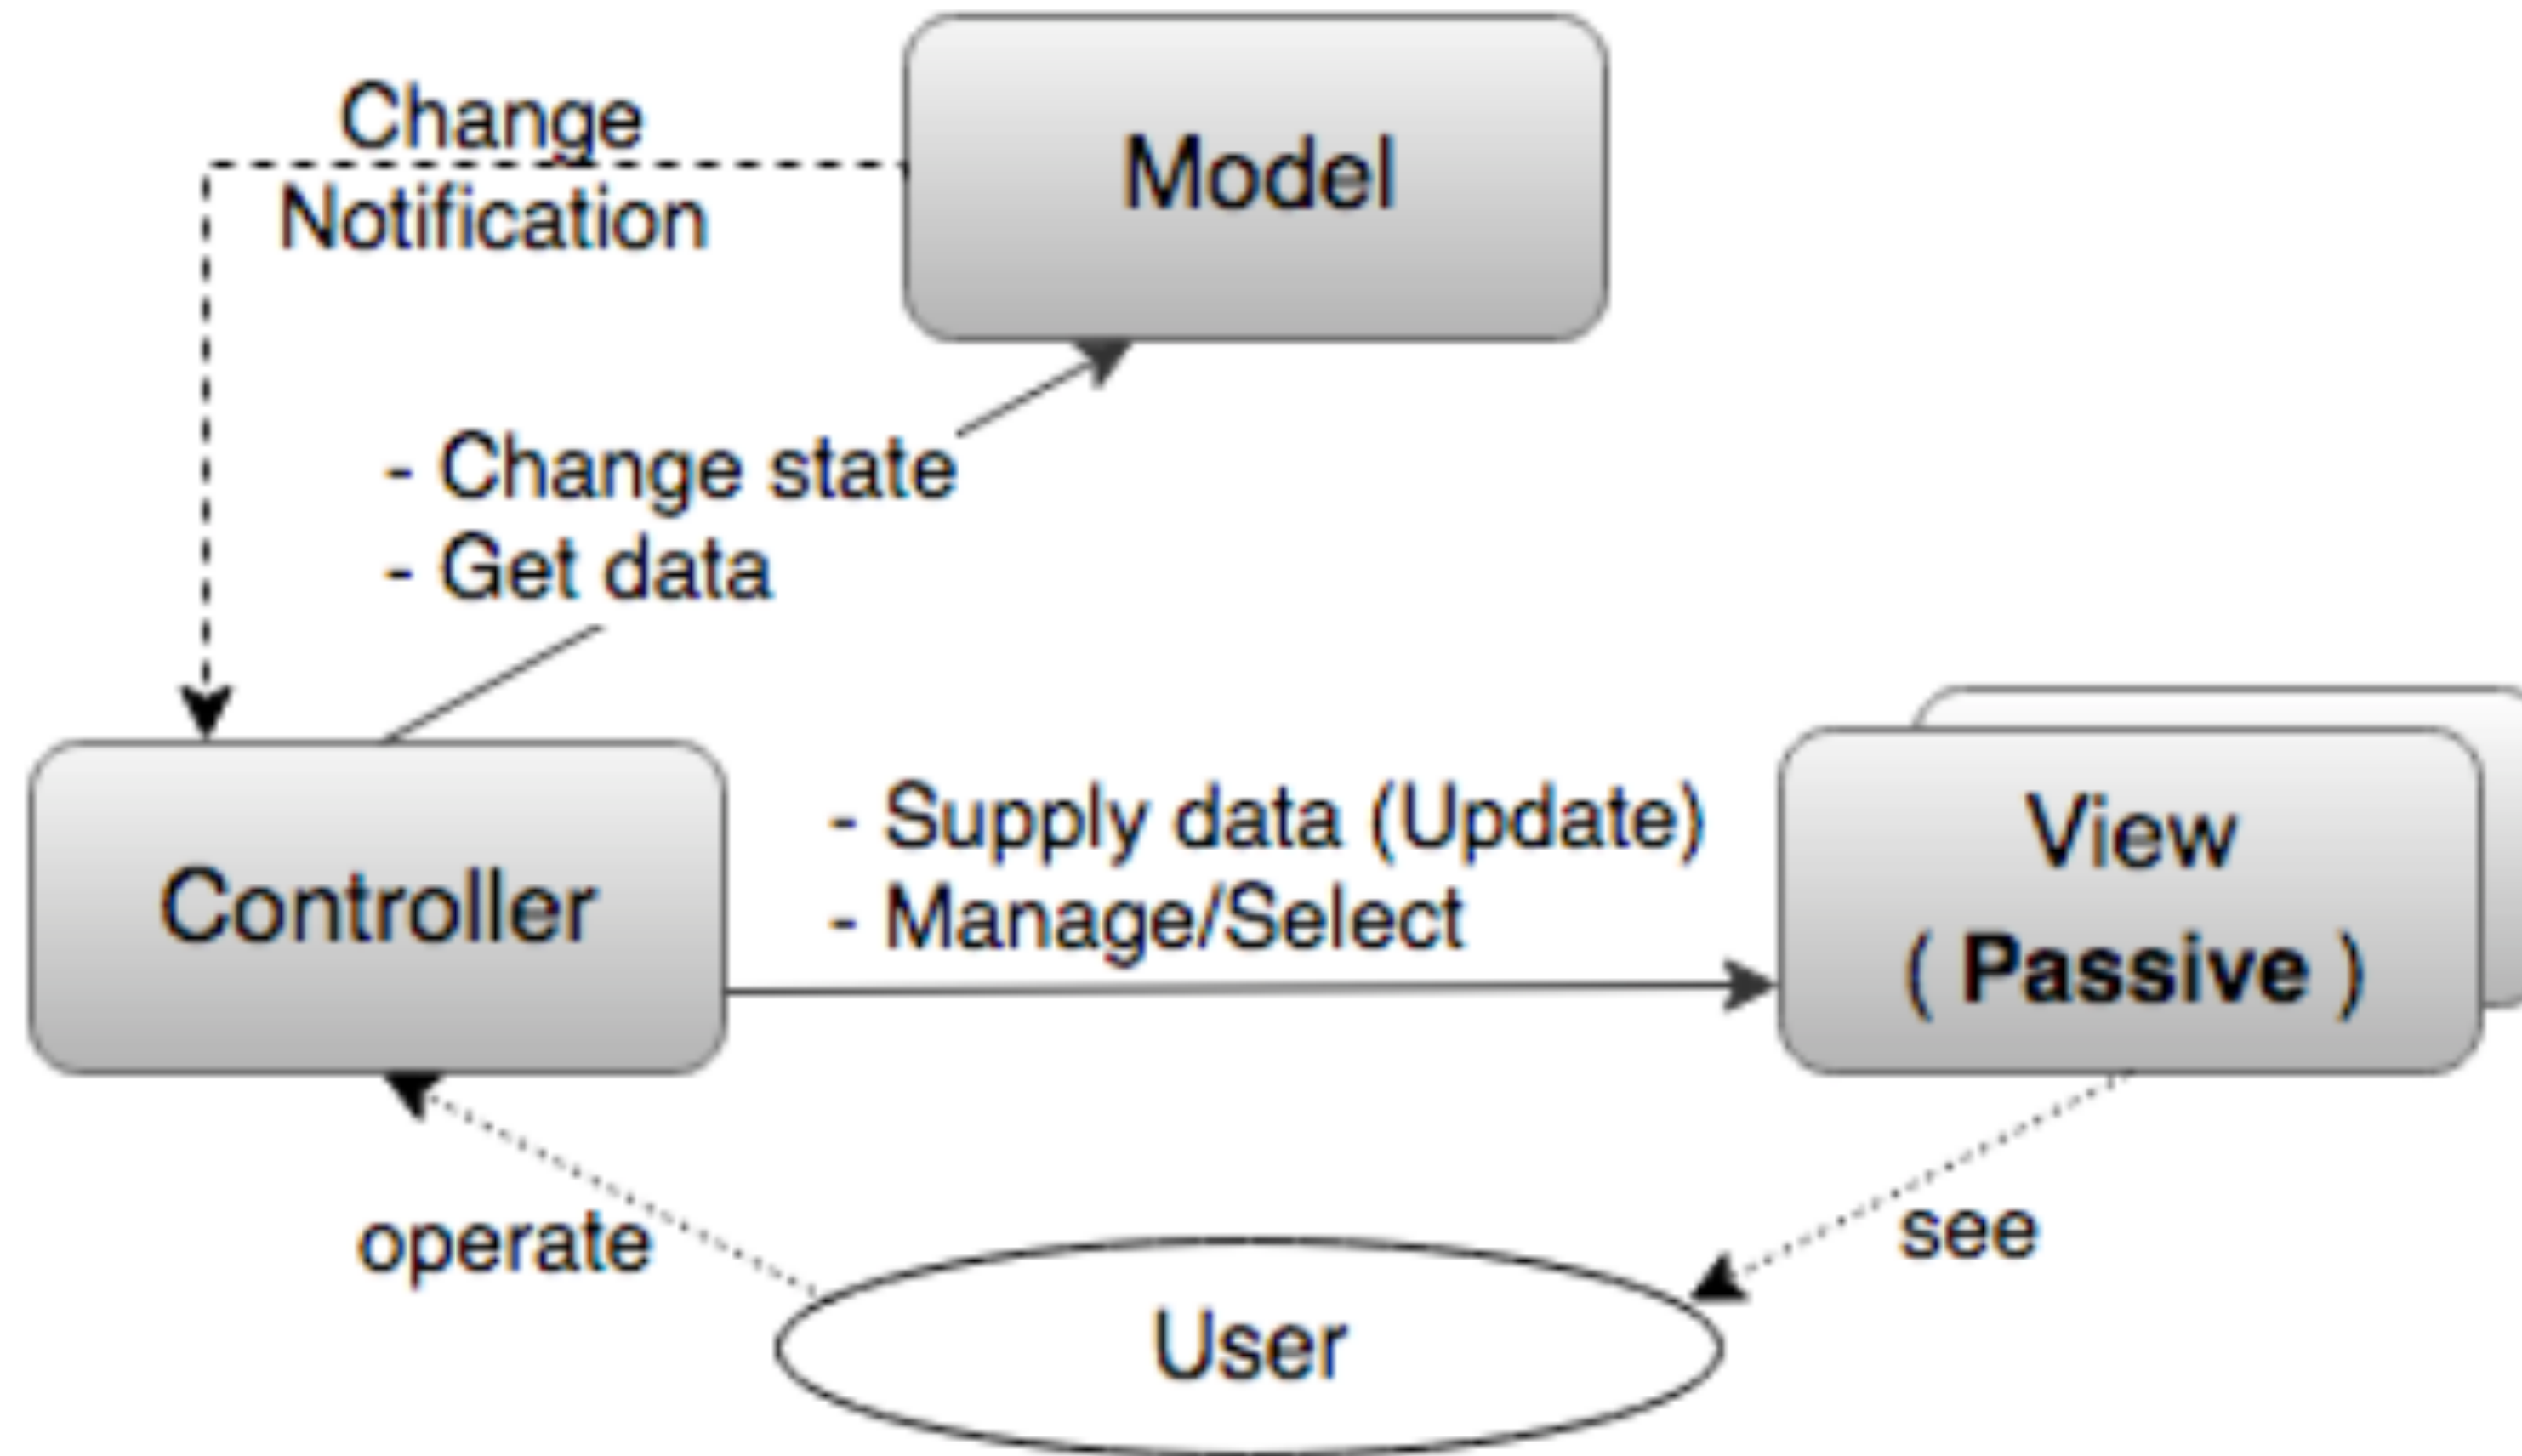 Change
Notification
Model
- Change state
- Get data
Controller
- Supply data (Update)
- Manage/Select
View
( Passive )
operate
see
User